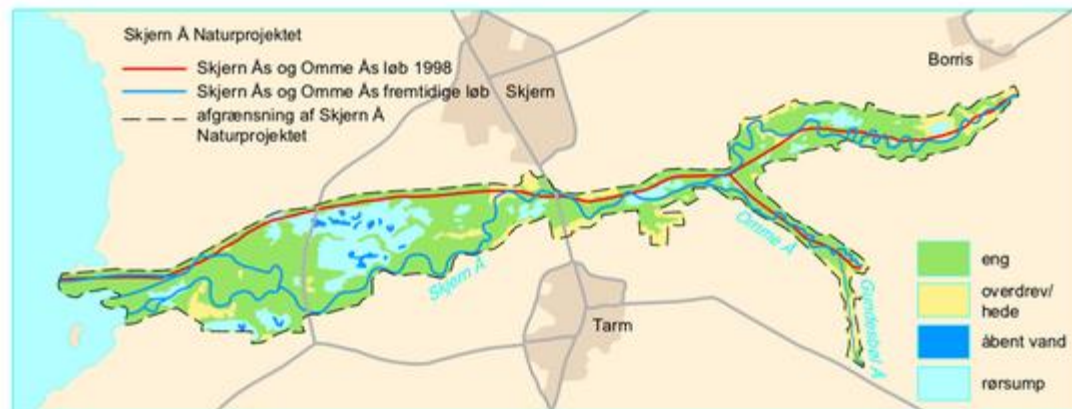 Skjern Å Naturprojektet
Skjern Ås og Omme Ås løb 1998
Skjern Ås og Omme Ås fremtidige løb
afgrænsning af Skjern Å
Naturprojektet
Skjern
Borris
Skjern Å
Omme Å
Gundesbøl Å
Tarm
eng
overdrev/
hede
åbent vand
rørsump